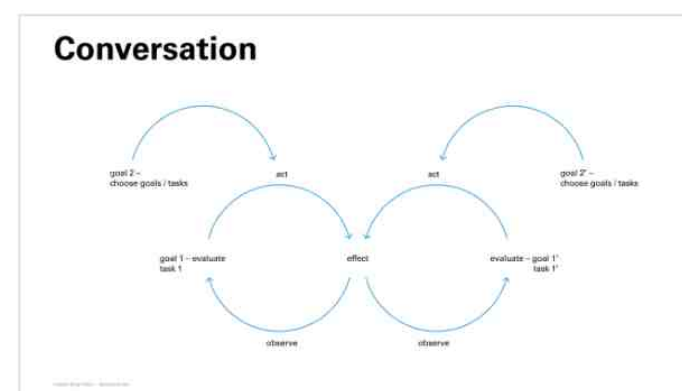 Conversation
goal 2 –
choose goals / tasks
act
act
goal 2' –
choose goals / tasks
goal 1 – evaluate
task 1
effect
evaluate – goal 1'
task 1'
observe
observe